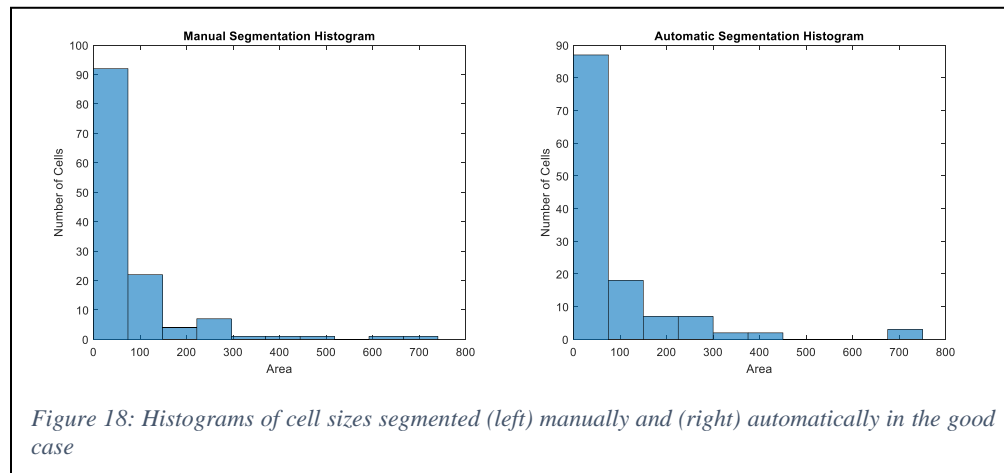 Manual Segmentation Histogram
100
90
80
70
60
50
40
30
20
10
0
Number of Cells
0 100 200 300 400 500 600 700 800
Area
Automatic Segmentation Histogram
90
80
70
60
50
40
30
20
10
0
Number of Cells
0 100 200 300 400 500 600 700 800
Area
Figure 18: Histograms of cell sizes segmented (left) manually and (right) automatically in the good
case